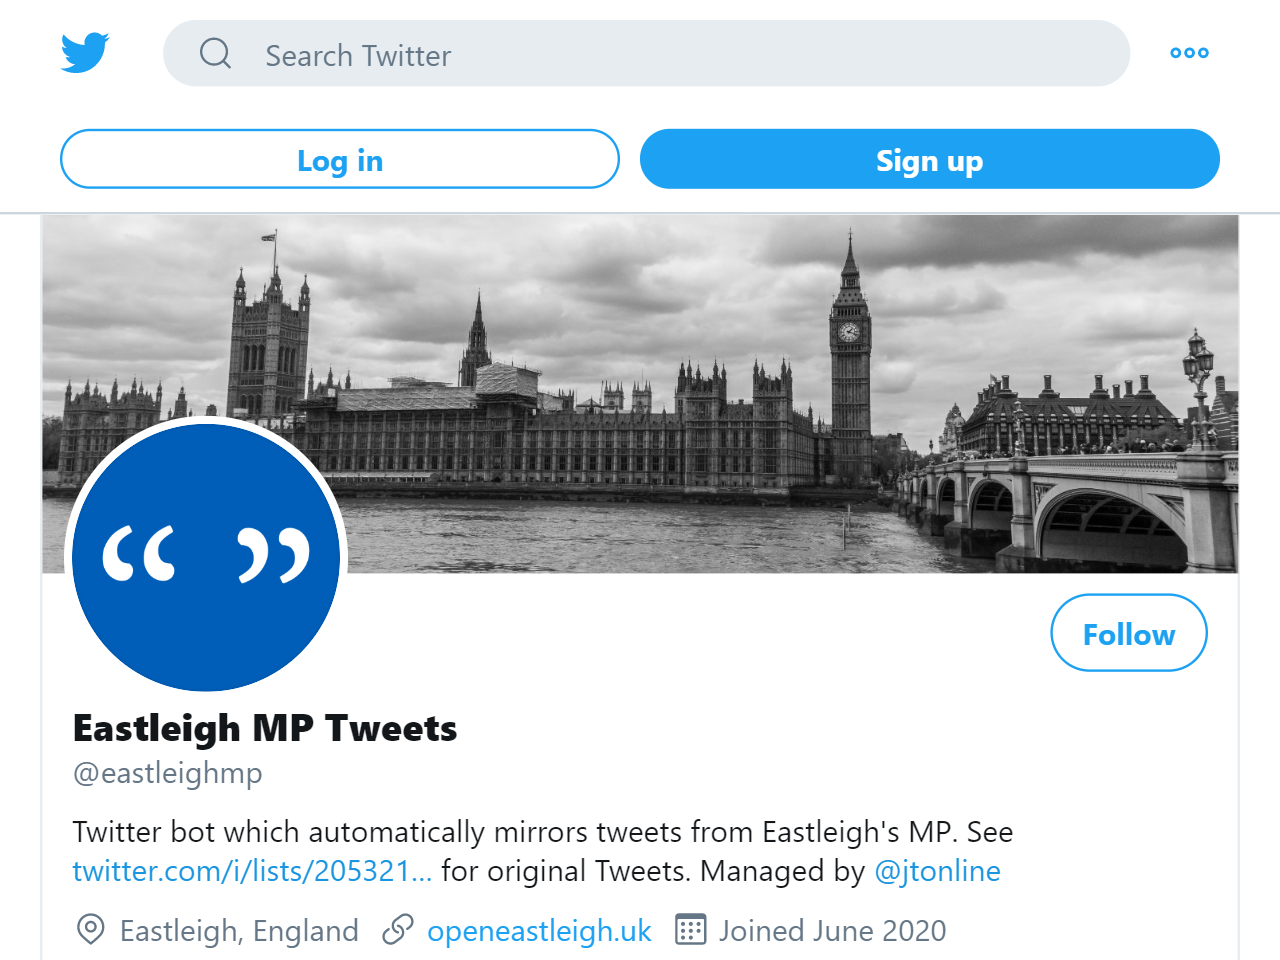 Search Twitter
Log in
Sign up
“ ”
Follow
Eastleigh MP Tweets
@eastleighmp
Twitter bot which automatically mirrors tweets from Eastleigh's MP. See
twitter.com/i/lists/205321... for original Tweets. Managed by @jtonline
Eastleigh, England openeastleigh.uk Joined June 2020